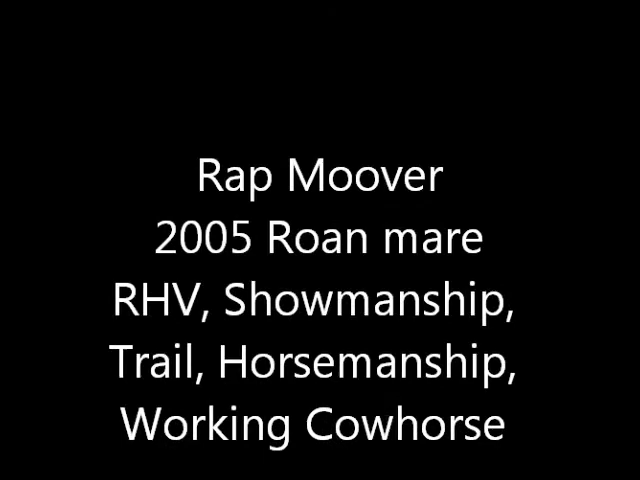 Rap Moover
2005 Roan mare
RHV, Showmanship,
Trail, Horsemanship,
Working Cowhorse